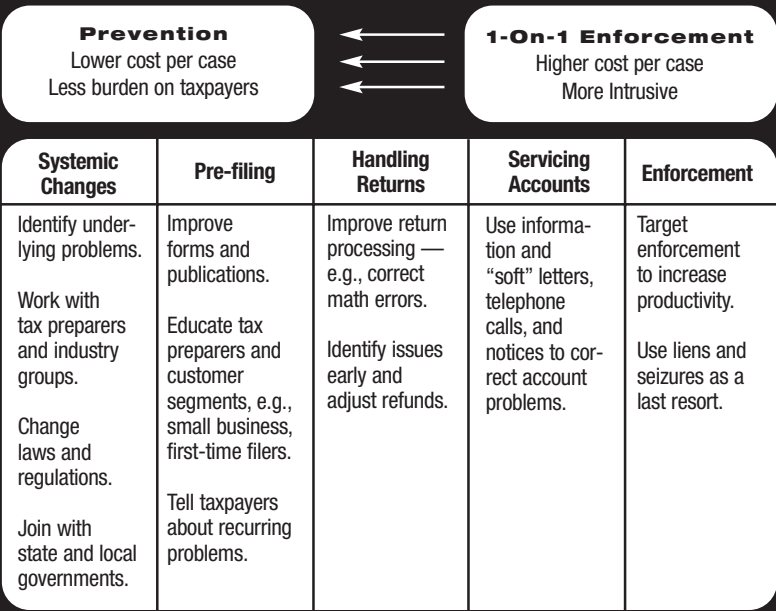 Prevention
Lower cost per case
Less burden on taxpayers
1-On-1 Enforcement
Higher cost per case
More Intrusive
Systemic
Changes
Identify under-
lying problems.
Work with
tax preparers
and industry
groups.
Change
laws and
regulations.
Join with
state and local
governments.
Pre-filing
Improve
forms and
publications.
Educate tax
preparers and
customer
segments, e.g.,
small business,
first-time filers.
Tell taxpayers
about recurring
problems.
Handling
Returns
Improve return
processing —
e.g., correct
math errors.
Identify issues
early and
adjust refunds.
Servicing
Accounts
Use informa-
tion and
“soft” letters,
telephone
calls, and
notices to cor-
rect account
problems.
Enforcement
Target
enforcement
to increase
productivity.
Use liens and
seizures as a
last resort.